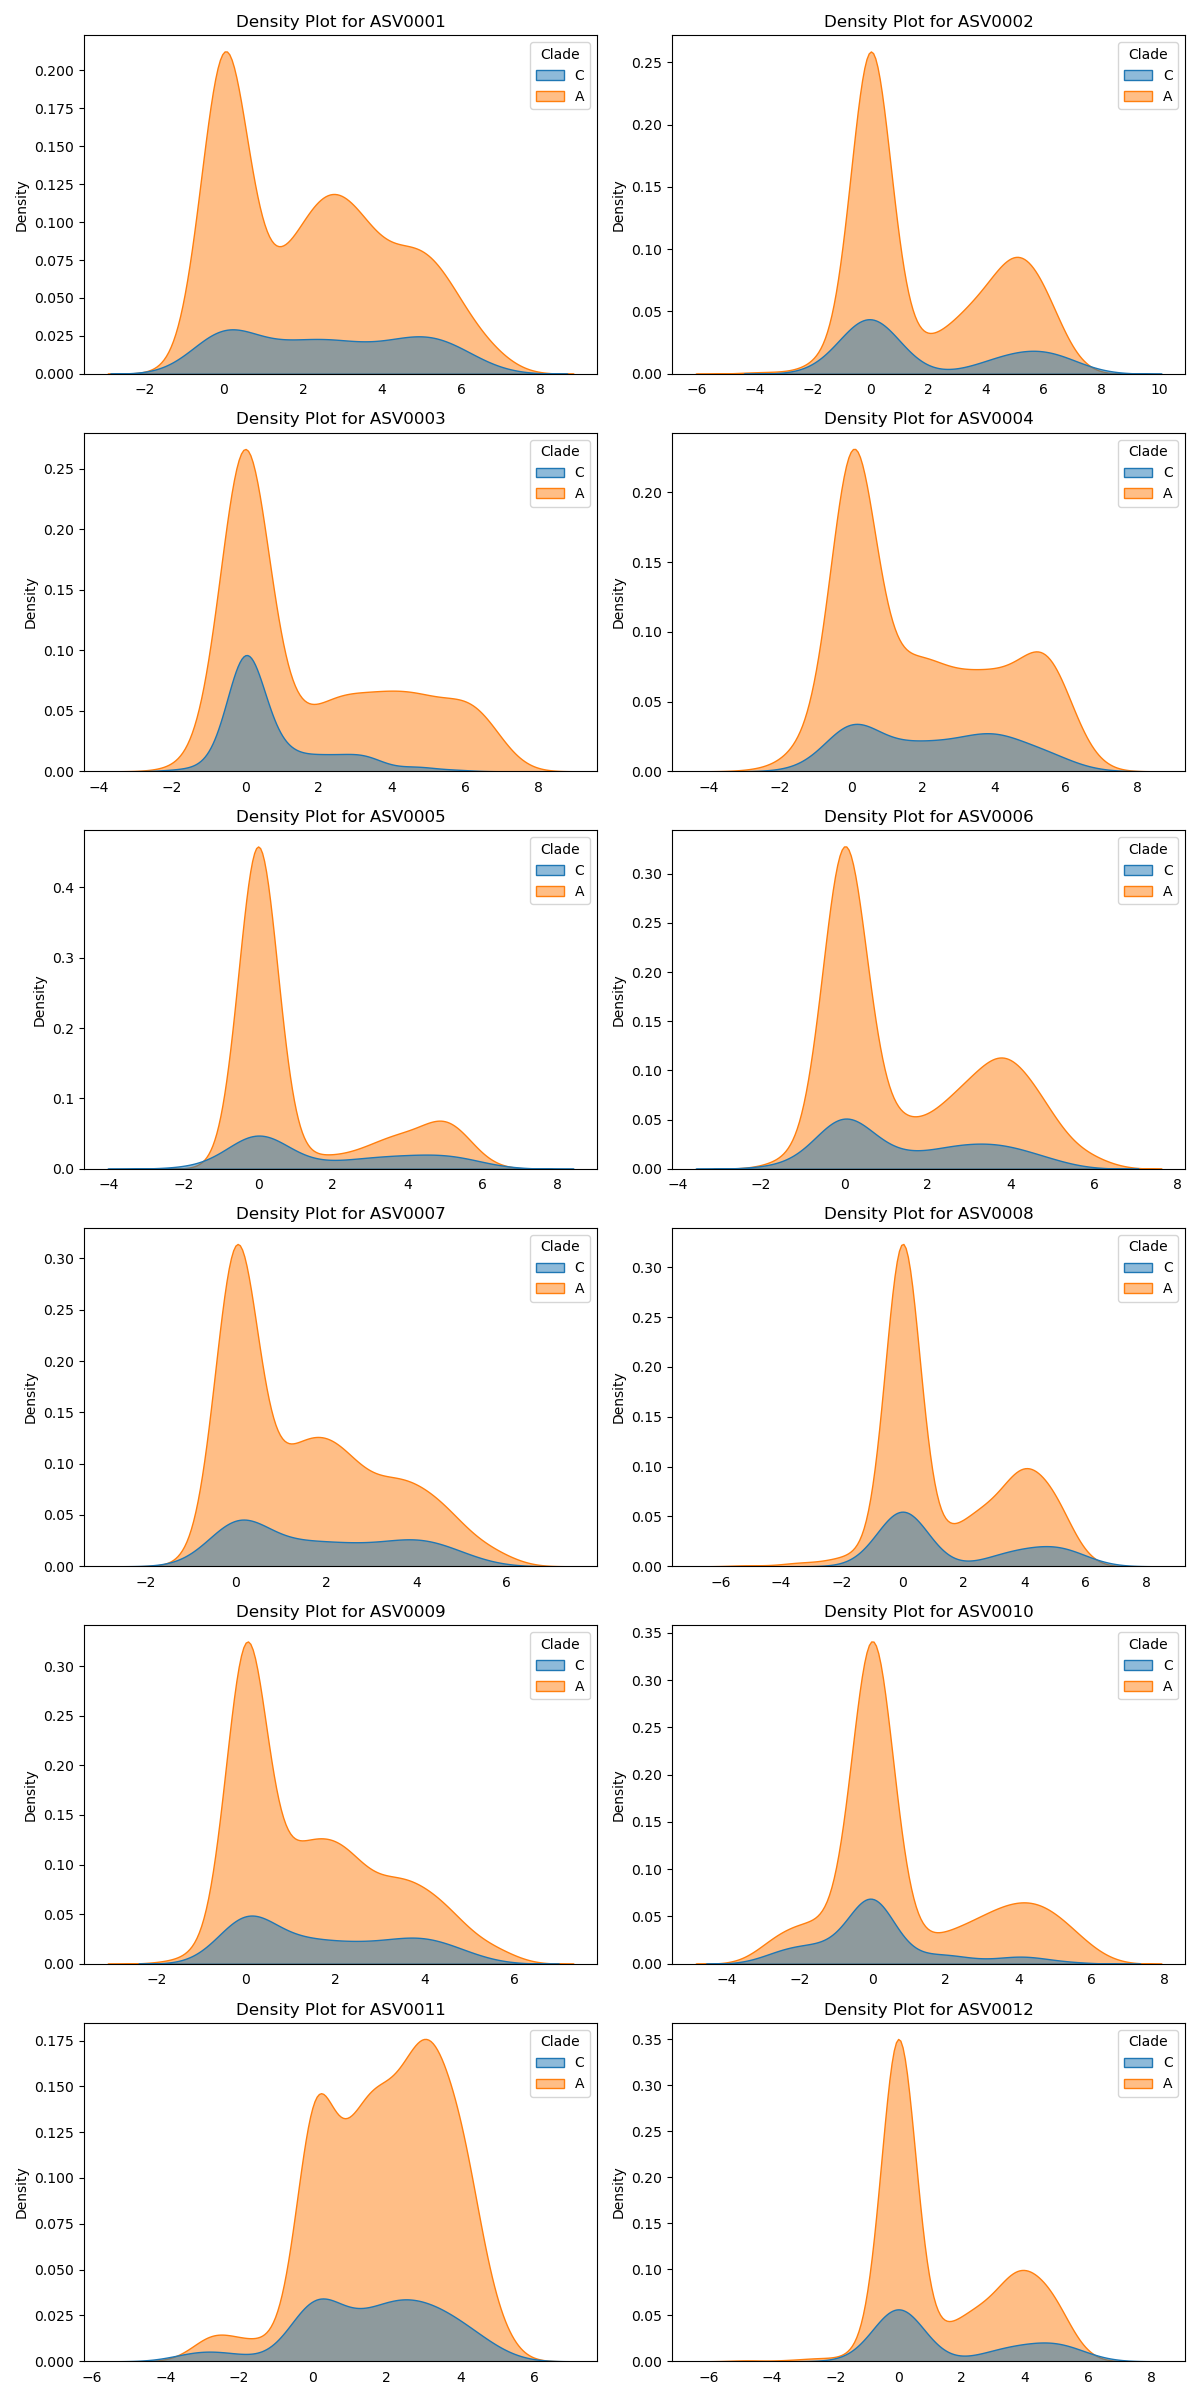 Density Plot for ASV0001
Density
0.200
0.175
0.150
0.125
0.100
0.075
0.050
0.025
0.000
−2 0 2 4 6 8
Clade
C
A
Density Plot for ASV0002
Density
0.25
0.20
0.15
0.10
0.05
0.00
−6 −4 −2 0 2 4 6 8 10
Clade
C
A
Density Plot for ASV0003
Density
0.25
0.20
0.15
0.10
0.05
0.00
−4 −2 0 2 4 6 8
Clade
C
A
Density Plot for ASV0004
Density
0.20
0.15
0.10
0.05
0.00
−4 −2 0 2 4 6 8
Clade
C
A
Density Plot for ASV0005
Density
0.4
0.3
0.2
0.1
0.0
−4 −2 0 2 4 6 8
Clade
C
A
Density Plot for ASV0006
Density
0.30
0.25
0.20
0.15
0.10
0.05
0.00
−4 −2 0 2 4 6 8
Clade
C
A
Density Plot for ASV0007
Density
0.30
0.25
0.20
0.15
0.10
0.05
0.00
−2 0 2 4 6
Clade
C
A
Density Plot for ASV0008
Density
0.30
0.25
0.20
0.15
0.10
0.05
0.00
−6 −4 −2 0 2 4 6 8
Clade
C
A
Density Plot for ASV0009
Density
0.30
0.25
0.20
0.15
0.10
0.05
0.00
−2 0 2 4 6
Clade
C
A
Density Plot for ASV0010
Density
0.35
0.30
0.25
0.20
0.15
0.10
0.05
0.00
−4 −2 0 2 4 6 8
Clade
C
A
Density Plot for ASV0011
Density
0.175
0.150
0.125
0.100
0.075
0.050
0.025
0.000
−6 −4 −2 0 2 4 6
Clade
C
A
Density Plot for ASV0012
Density
0.35
0.30
0.25
0.20
0.15
0.10
0.05
0.00
−6 −4 −2 0 2 4 6 8
Clade
C
A